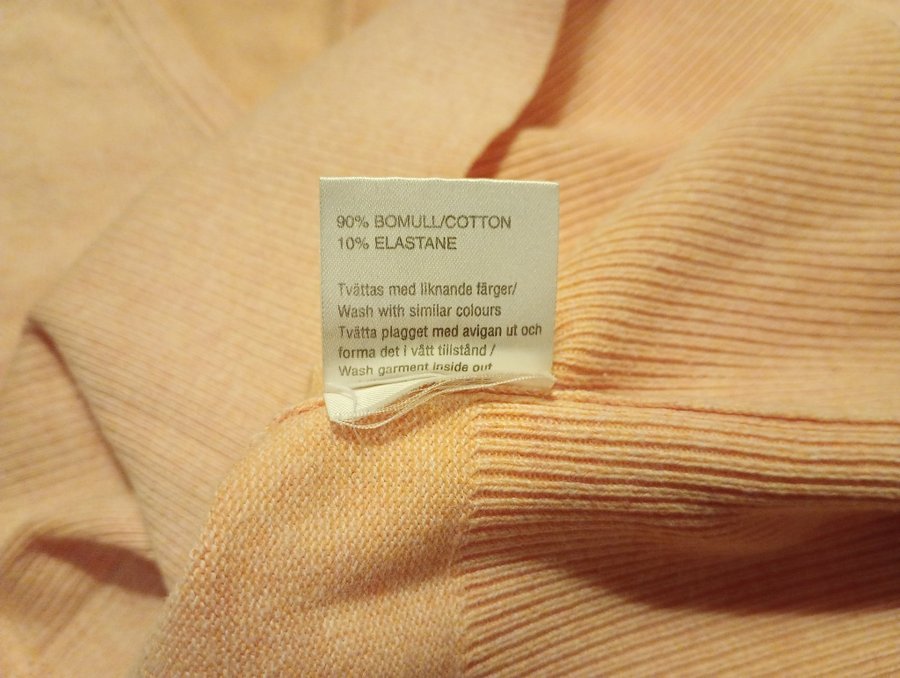 90% BOMULL/COTTON
10% ELASTANE
Tvättas med liknande färger/
Wash with similar colours
Tvätta plagget med avigan ut och
forma det i vått tillstånd /
Wash garment inside out